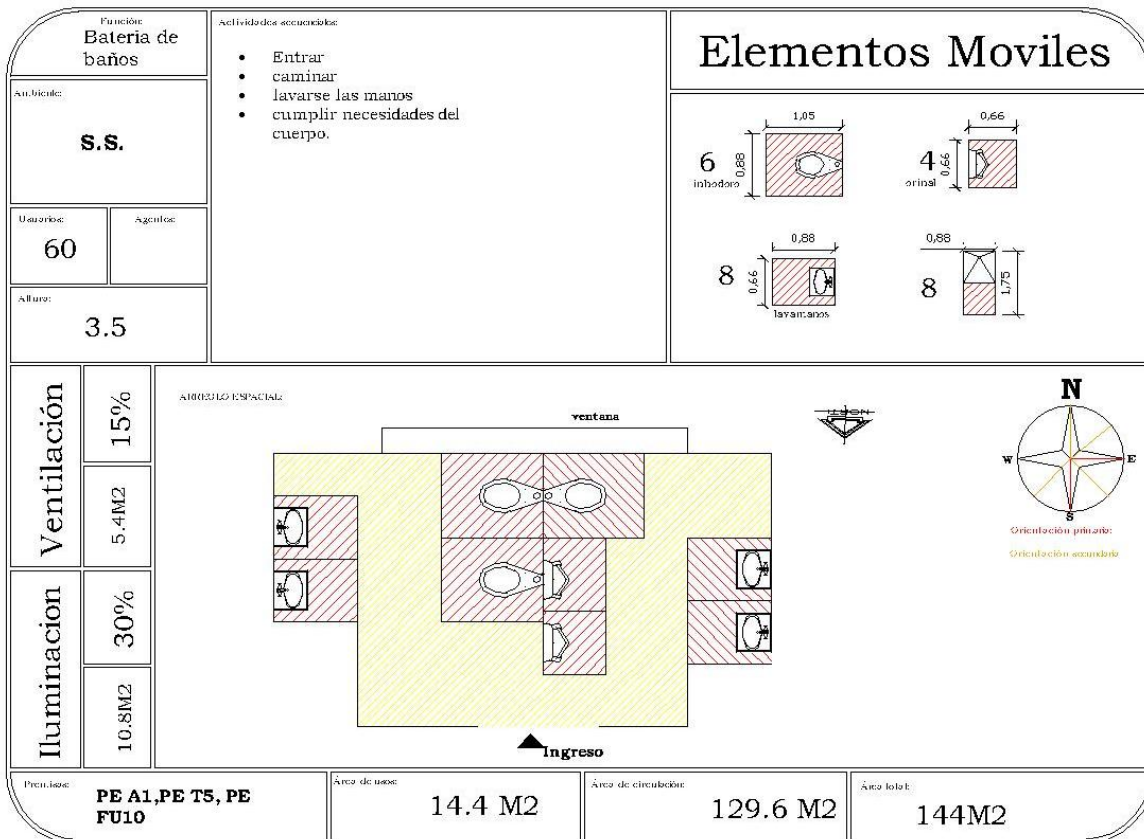 Función:
Bateria de
baños
Ambiente:
S.S.
Usuarios:
60
Agentes:
Altura:
3.5
Actividades secuenciales:
• Entrar
• caminar
• lavarse las manos
• cumplir necesidades del
cuerpo.
Elementos Moviles
6
inhodoro
1,05
0,88
4
orinal
0,66
0,66
8
lavamanos
0,88
0,66
8
0,88
1,75
Ventilación
15%
5.4M2
Iluminacion
30%
10.8M2
ARREGLO ESPACIAL:
ventana
Ingreso
N
W
E
S
Orientación primaria:
Orientación secundaria
Premisas:
PE A1,PE T5, PE
FU10
Área de usos:
14.4 M2
Área de circulación:
129.6 M2
Área total:
144M2